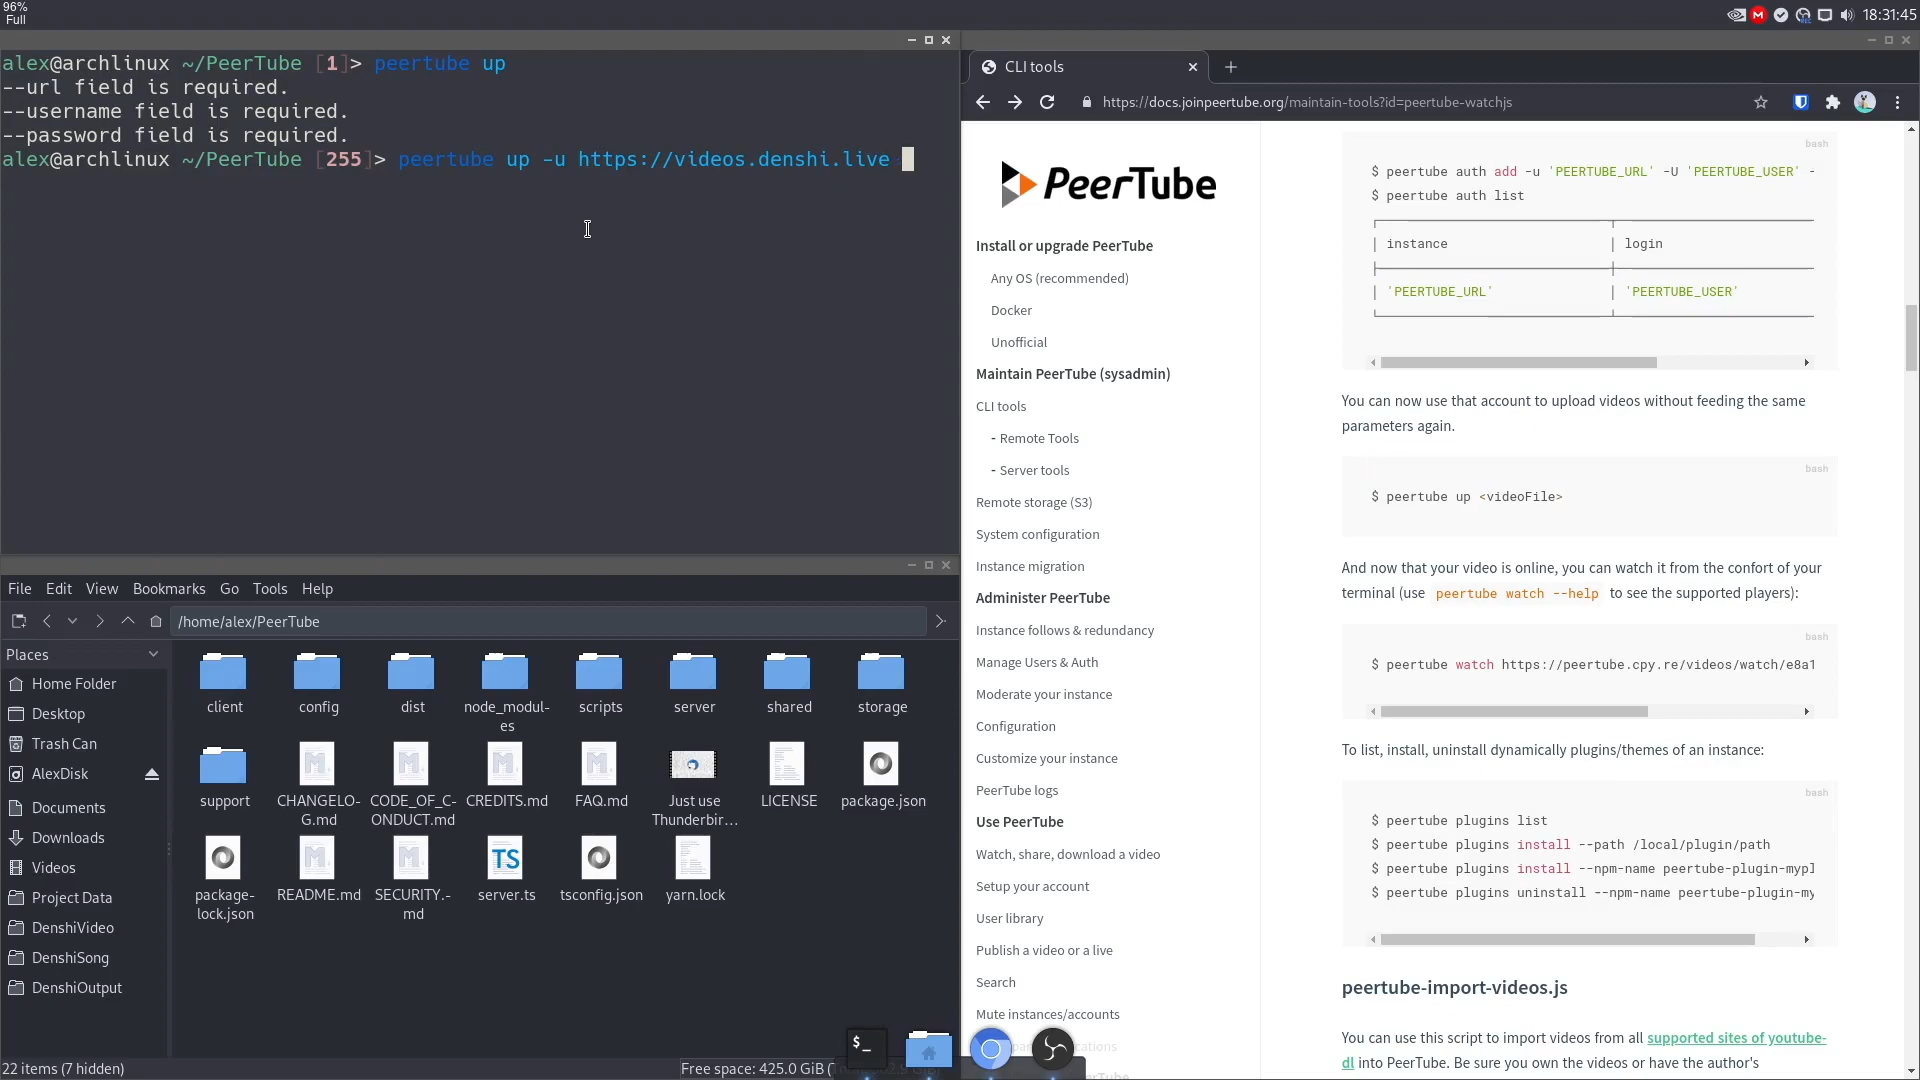 96%
Full
18:31:45
alex@archlinux ~/PeerTube [1]> peertube up
--url field is required.
--username field is required.
--password field is required.
alex@archlinux ~/PeerTube [255]> peertube up -u https://videos.denshi.live
File Edit View Bookmarks Go Tools Help
/home/alex/PeerTube
Places
Home Folder
Desktop
Trash Can
AlexDisk
Documents
Downloads
Videos
Project Data
DenshiVideo
DenshiSong
DenshiOutput
client config dist node_modul-
es scripts server shared storage
support CHANGELO-
G.md CODE_OF_C-
ONDUCT.md CREDITS.md FAQ.md Just use
Thunderbir... LICENSE package.json
package-
lock.json README.md SECURITY.-
md server.ts tsconfig.json yarn.lock
TS
22 items (7 hidden)
Free space: 425.0 GiB
$_
CLI tools
https://docs.joinpeertube.org/maintain-tools?id=peertube-watchjs
PeerTube
Install or upgrade PeerTube
Any OS (recommended)
Docker
Unofficial
Maintain PeerTube (sysadmin)
CLI tools
- Remote Tools
- Server tools
Remote storage (S3)
System configuration
Instance migration
Administer PeerTube
Instance follows & redundancy
Manage Users & Auth
Moderate your instance
Configuration
Customize your instance
PeerTube logs
Use PeerTube
Watch, share, download a video
Setup your account
User library
Publish a video or a live
Search
Mute instances/accounts
bash
$ peertube auth add -u 'PEERTUBE_URL' -U 'PEERTUBE_USER' -
$ peertube auth list
| instance | login
| 'PEERTUBE_URL' | 'PEERTUBE_USER'
You can now use that account to upload videos without feeding the same
parameters again.
bash
$ peertube up <videoFile>
And now that your video is online, you can watch it from the confort of your
terminal (use peertube watch --help to see the supported players):
bash
$ peertube watch https://peertube.cpy.re/videos/watch/e8a1
To list, install, uninstall dynamically plugins/themes of an instance:
bash
$ peertube plugins list
$ peertube plugins install --path /local/plugin/path
$ peertube plugins install --npm-name peertube-plugin-mypl
$ peertube plugins uninstall --npm-name peertube-plugin-my
peertube-import-videos.js
You can use this script to import videos from all supported sites of youtube-
dl into PeerTube. Be sure you own the videos or have the author's